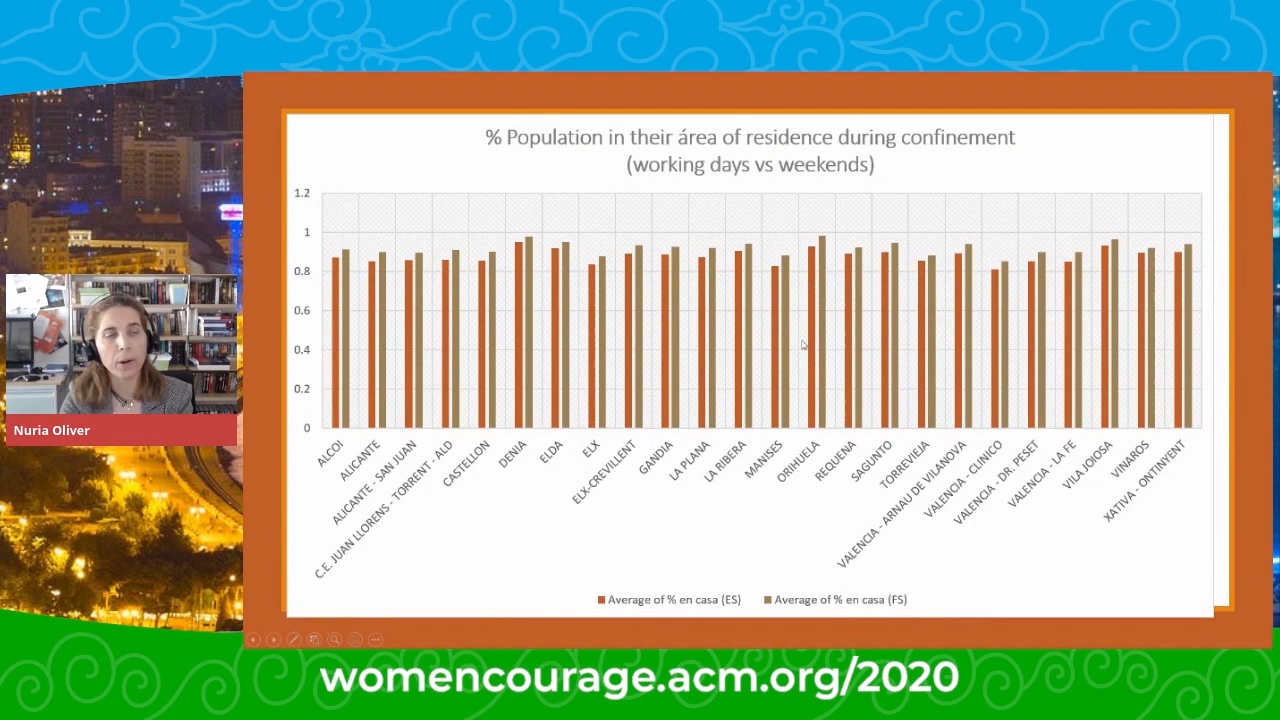 % Population in their área of residence during confinement
(working days vs weekends)
1.2
1
0.8
0.6
0.4
0.2
0
ALCOI
ALICANTE
ALICANTE - SAN JUAN
C.E. JUAN LLORENS - TORRENT - ALD
CASTELLON
DENIA
ELDA
ELX
ELX-CREVILLENT
GANDIA
LA PLANA
LA RIBERA
MANISES
ORIHUELA
REQUENA
SAGUNTO
TORREVIEJA
VALENCIA - ARNAU DE VILANOVA
VALENCIA - CLINICO
VALENCIA - DR. PESET
VALENCIA - LA FE
VILA JOIOSA
VINAROS
XATIVA - ONTINYENT
Average of % en casa (ES)
Average of % en casa (FS)
Nuria Oliver
womencourage.acm.org/2020